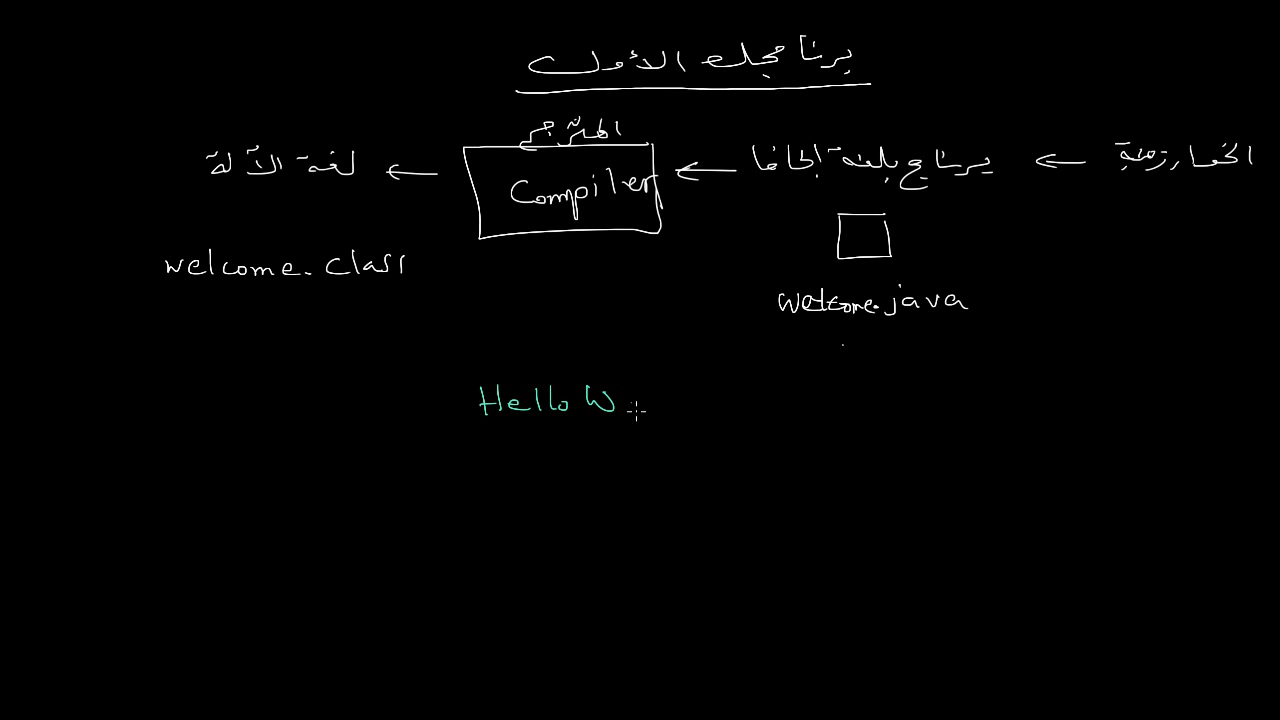 برنامجك الأول
المترجم
الخوارزمية ← برنامج بلغة الجافا ← Compiler ← لغة الآلة
welcome.class
welcome.java
Hello W